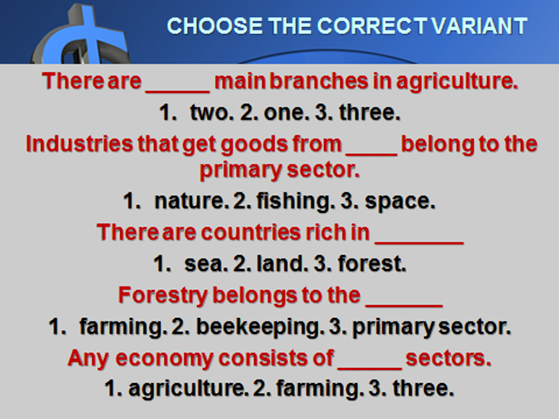 CHOOSE THE CORRECT VARIANT
There are _____ main branches in agriculture.
1. two. 2. one. 3. three.
Industries that get goods from ____ belong to the
primary sector.
1. nature. 2. fishing. 3. space.
There are countries rich in _______
1. sea. 2. land. 3. forest.
Forestry belongs to the ______
1. farming. 2. beekeeping. 3. primary sector.
Any economy consists of _____ sectors.
1. agriculture. 2. farming. 3. three.